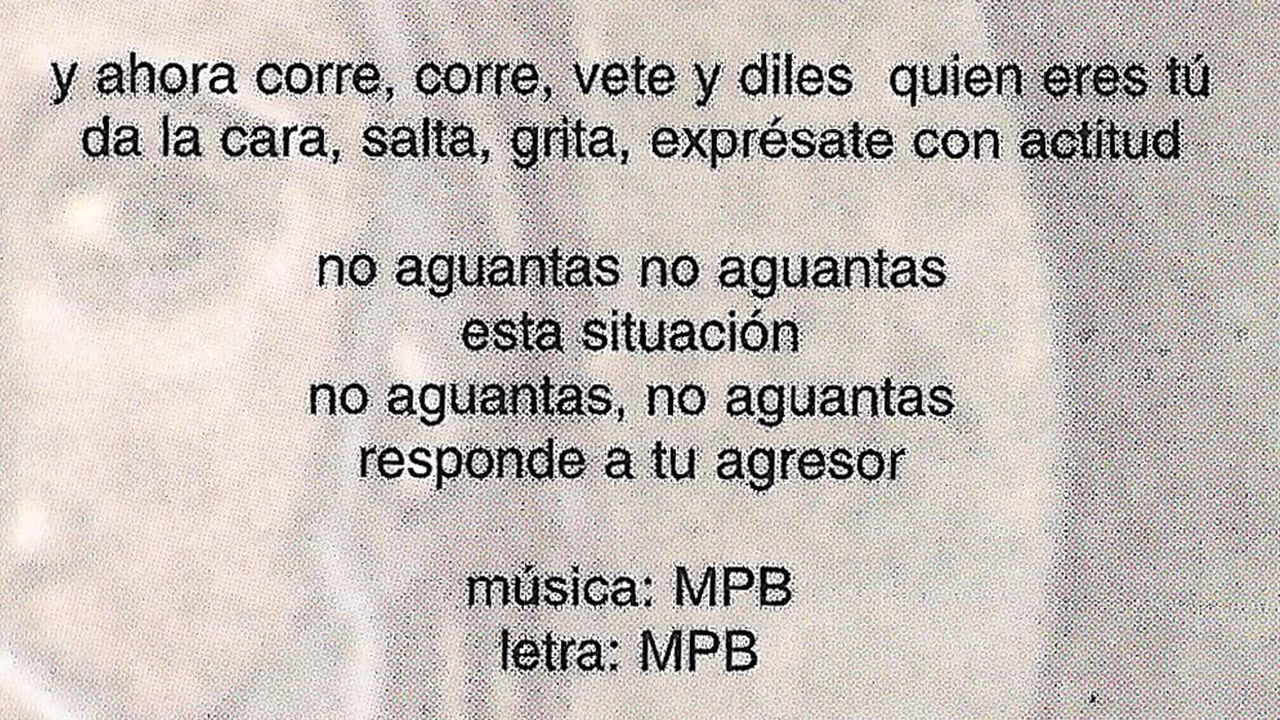 y ahora corre, corre, vete y diles  quien eres tú
da la cara, salta, grita, exprésate con actitud
no aguantas no aguantas
esta situación
no aguantas, no aguantas
responde a tu agresor
música: MPB
letra: MPB